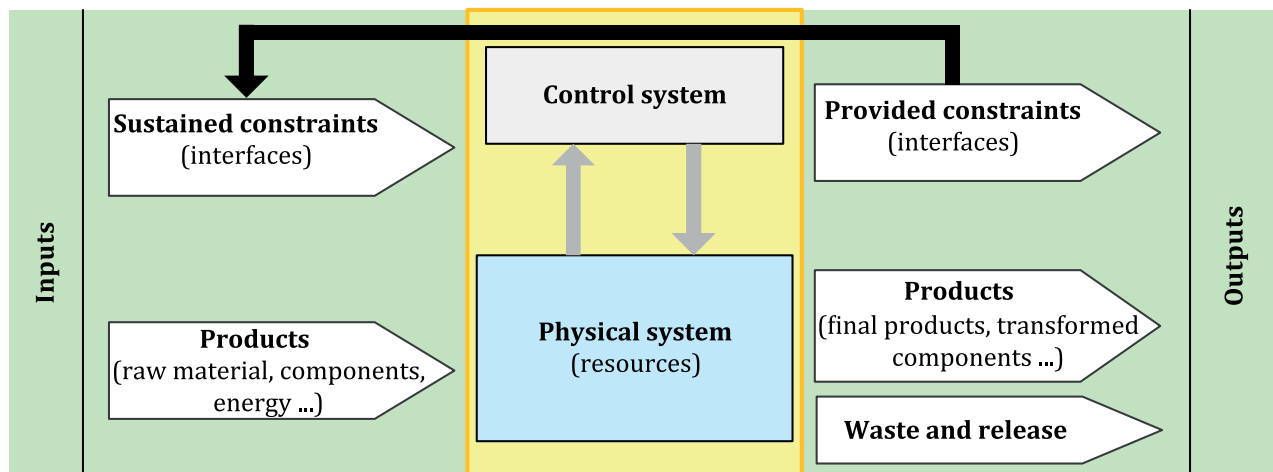 Inputs
Sustained constraints
(interfaces)
Products
(raw material, components,
energy ...)
Control system
Physical system
(resources)
Provided constraints
(interfaces)
Products
(final products, transformed
components ...)
Waste and release
Outputs